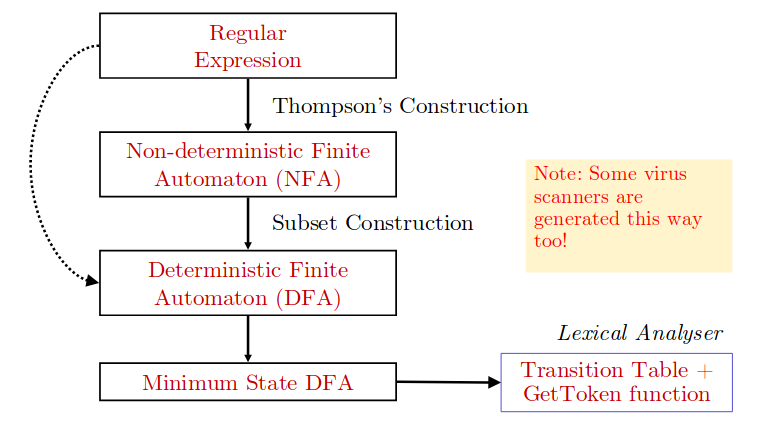 Regular
Expression
Thompson's Construction
Non-deterministic Finite
Automaton (NFA)
Note: Some virus
scanners are
generated this way
too!
Subset Construction
Deterministic Finite
Automaton (DFA)
Lexical Analyser
Minimum State DFA
Transition Table +
GetToken function